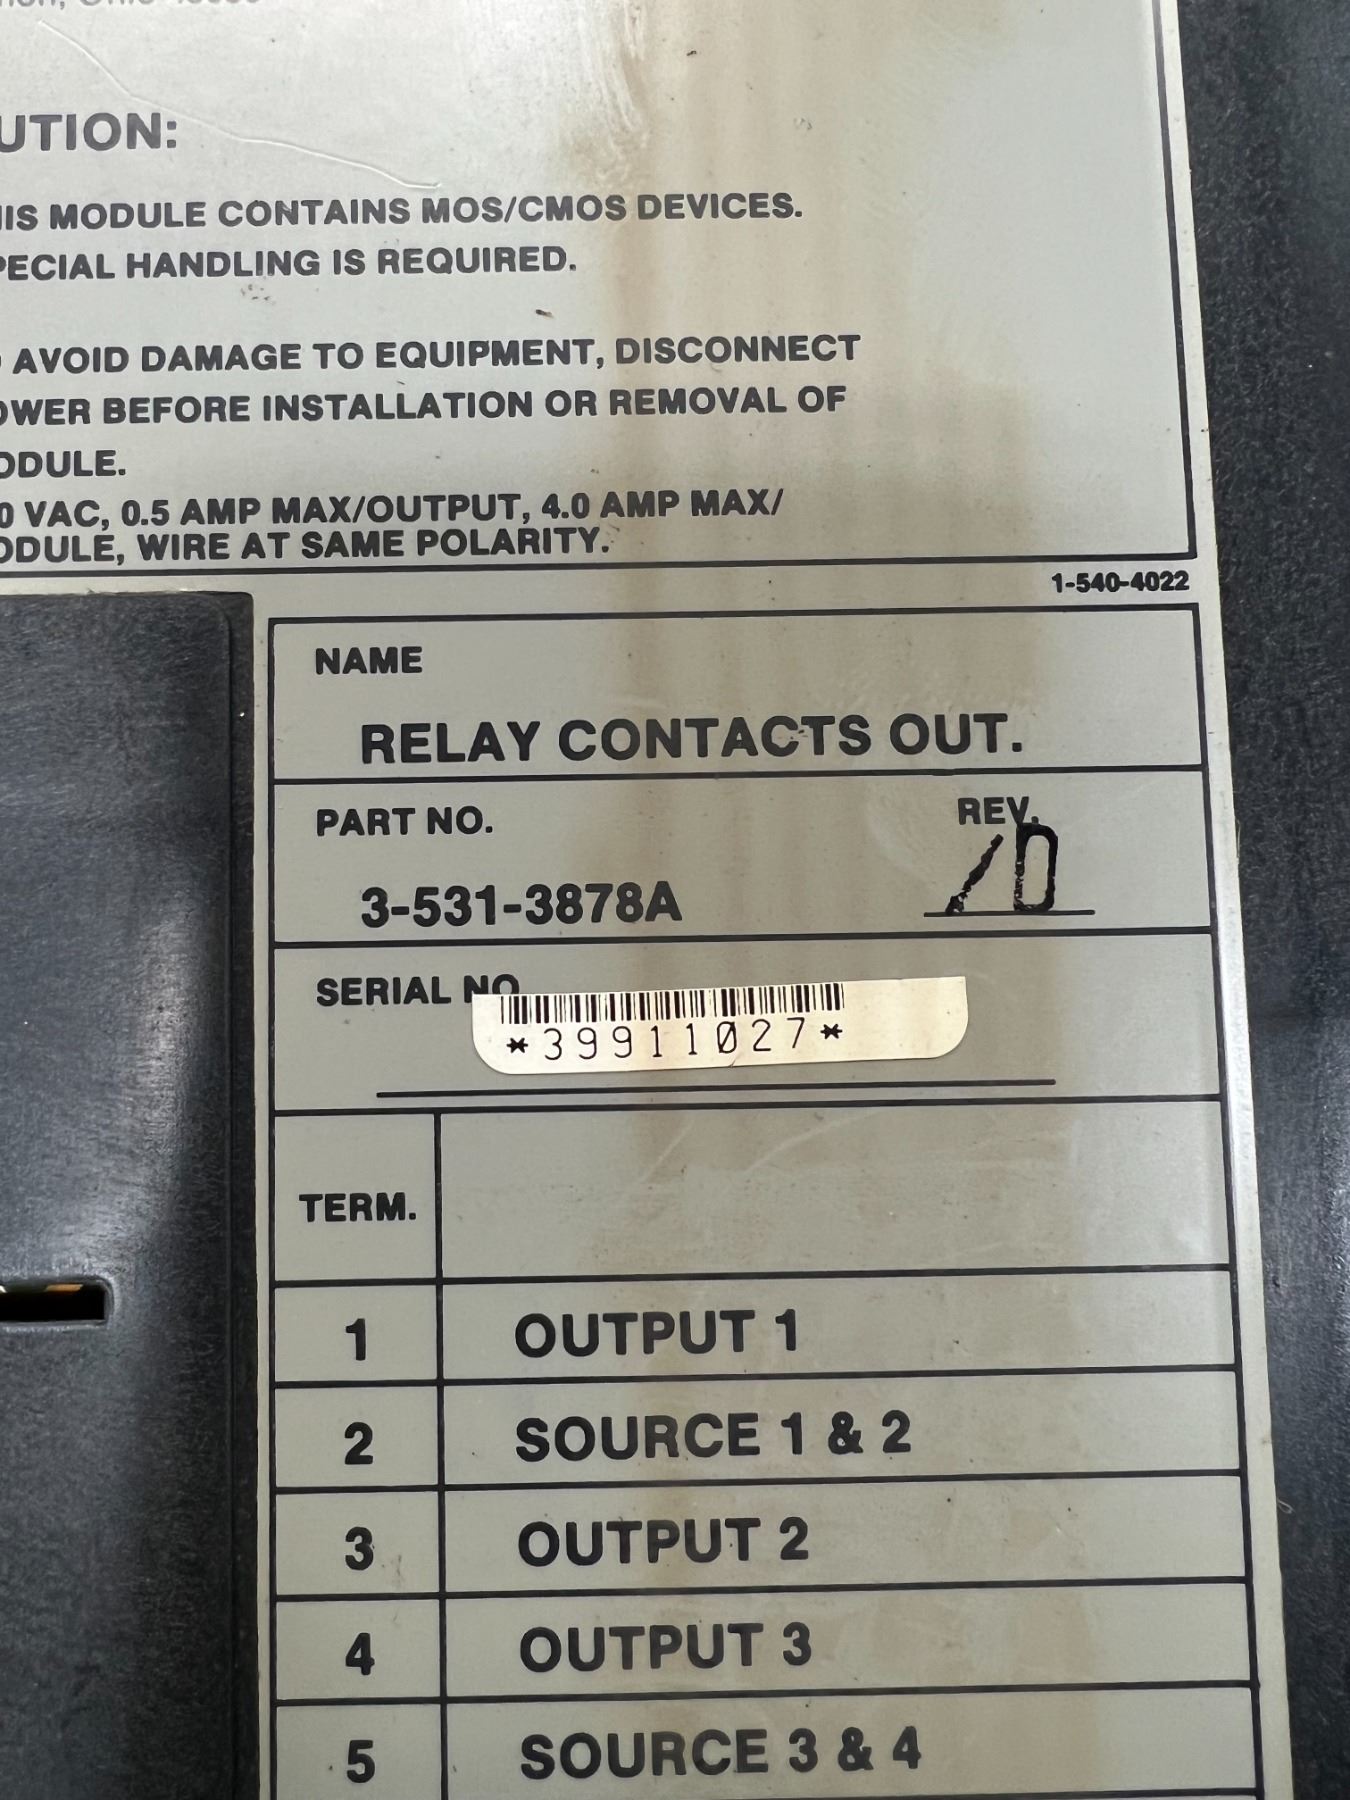 UTION:
IS MODULE CONTAINS MOS/CMOS DEVICES.
PECIAL HANDLING IS REQUIRED.
AVOID DAMAGE TO EQUIPMENT, DISCONNECT
OWER BEFORE INSTALLATION OR REMOVAL OF
ODULE.
0 VAC, 0.5 AMP MAX/OUTPUT, 4.0 AMP MAX/
ODULE, WIRE AT SAME POLARITY.
1-540-4022
NAME
RELAY CONTACTS OUT.
PART NO. REV.
3-531-3878A 10
SERIAL NO
*39911027*
TERM.
1 OUTPUT 1
2 SOURCE 1 & 2
3 OUTPUT 2
4 OUTPUT 3
5 SOURCE 3 & 4